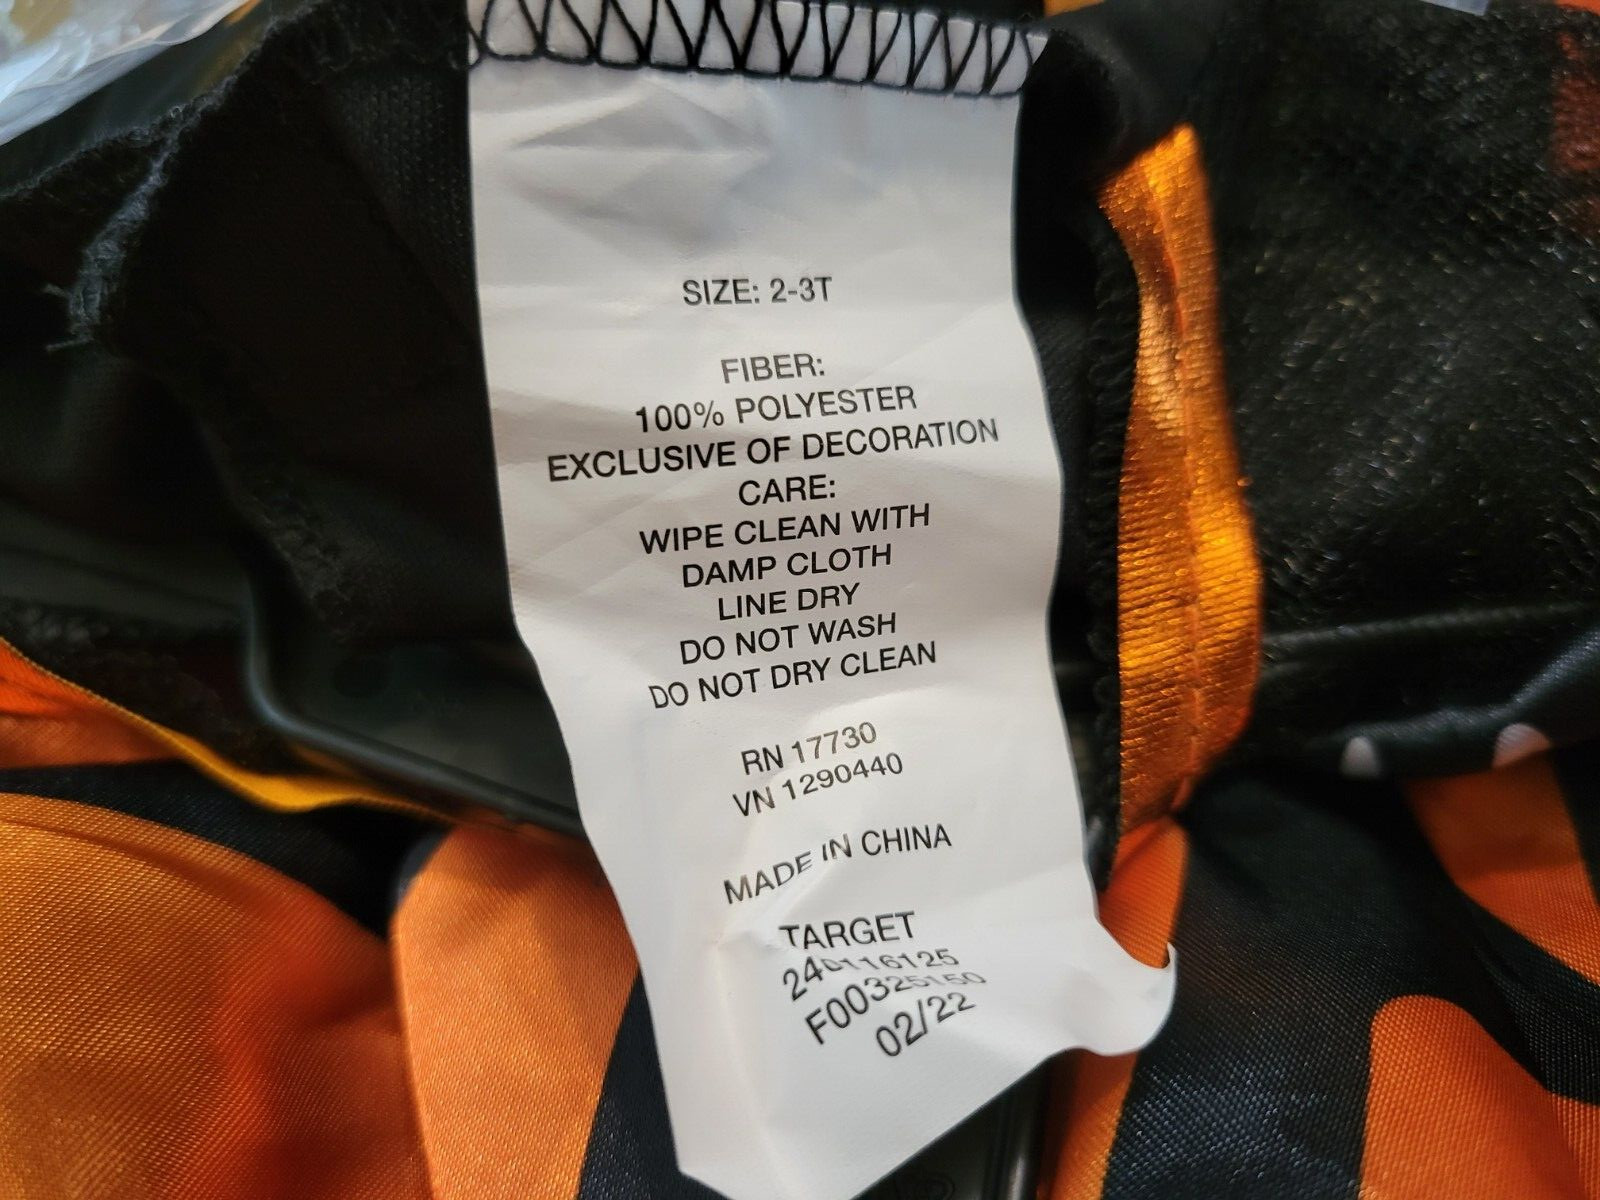 SIZE: 2-3T
FIBER:
100% POLYESTER
EXCLUSIVE OF DECORATION
CARE:
WIPE CLEAN WITH
DAMP CLOTH
LINE DRY
DO NOT WASH
DO NOT DRY CLEAN
RN 17730
VN 1290440
MADE IN CHINA
TARGET
24D116125
F00325150
02/22